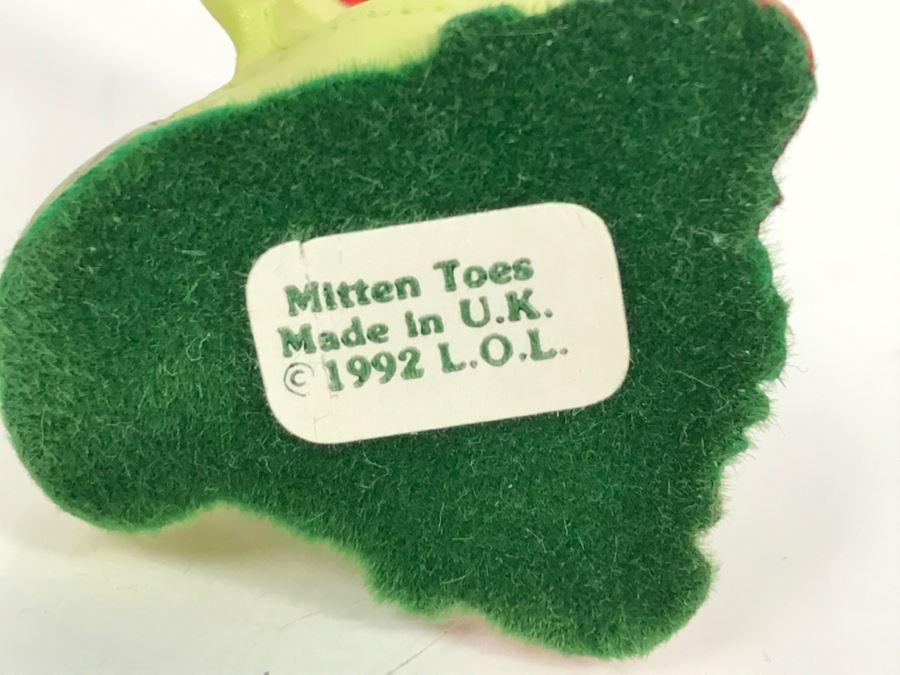 Mitten Toes
Made in U.K.
© 1992 L.O.L.